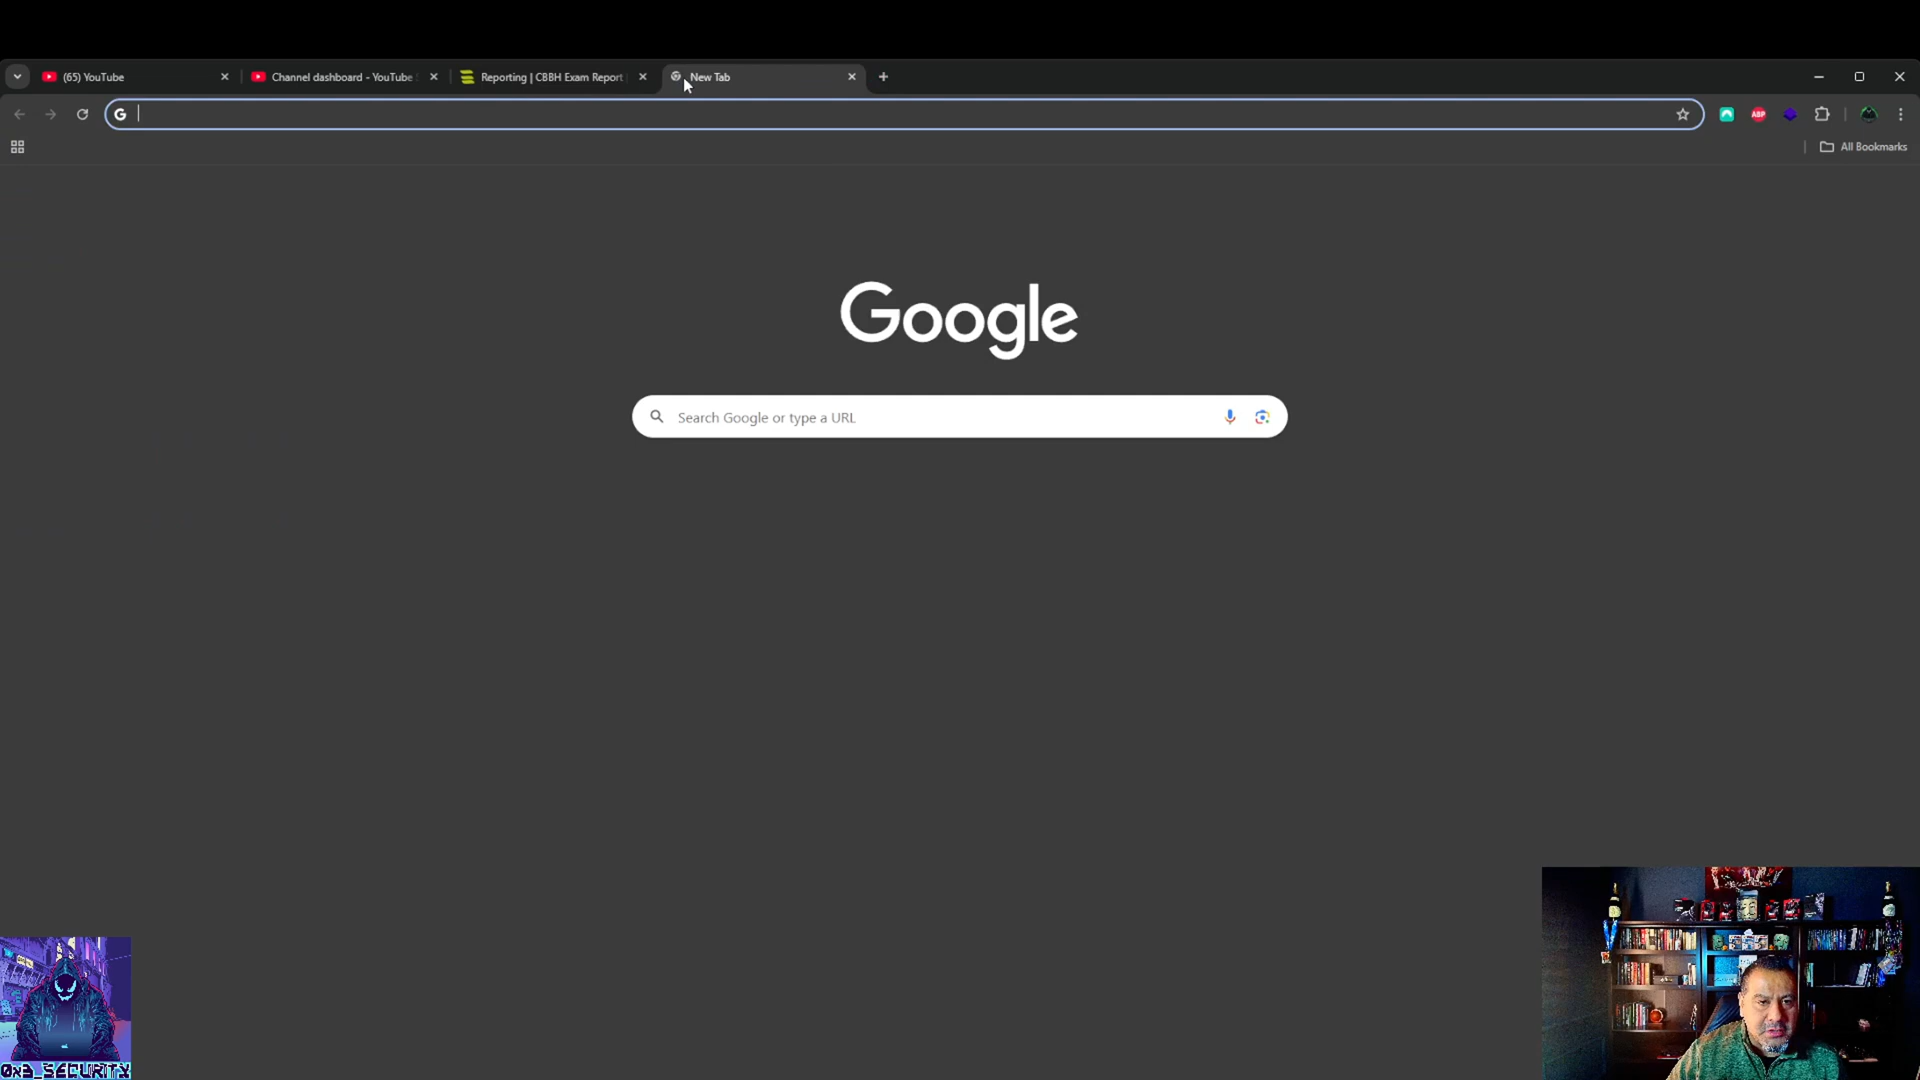 (65) YouTube
Channel dashboard - YouTube
Reporting | CBBH Exam Report
New Tab
All Bookmarks
Google
Search Google or type a URL
ABP
0x3_SECURITY